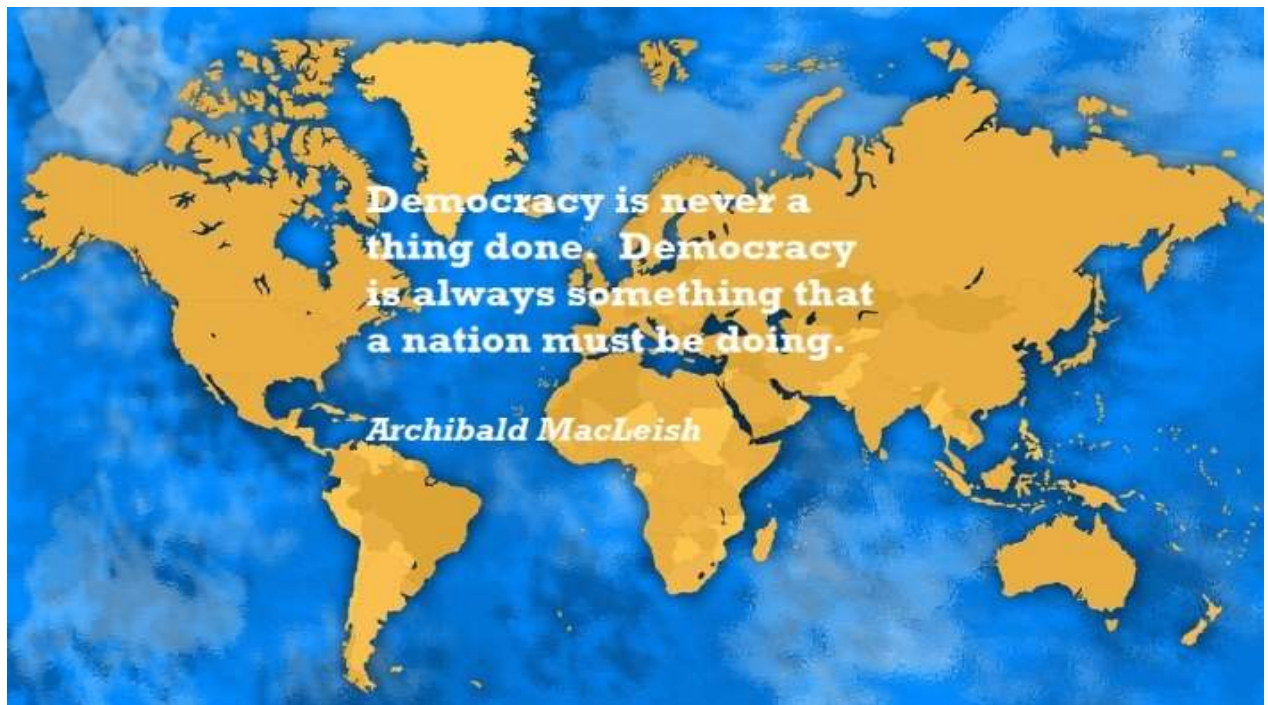 Democracy is never a
thing done.  Democracy
is always something that
a nation must be doing.
Archibald MacLeish